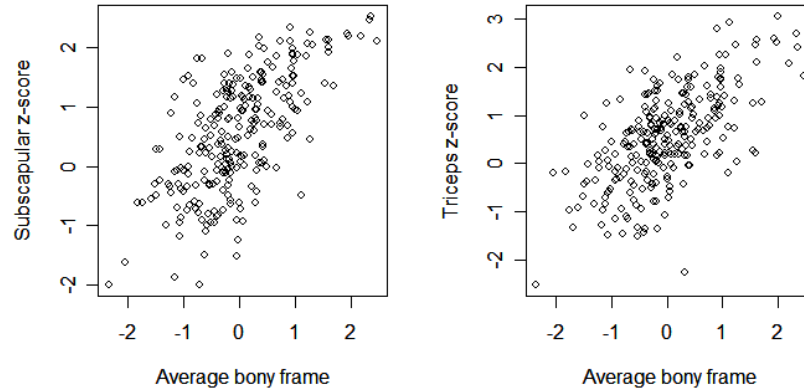 Subscapular z-score
2
1
0
-1
-2
-2 -1 0 1 2
Average bony frame
Triceps z-score
3
2
1
0
-1
-2
-2 -1 0 1 2
Average bony frame